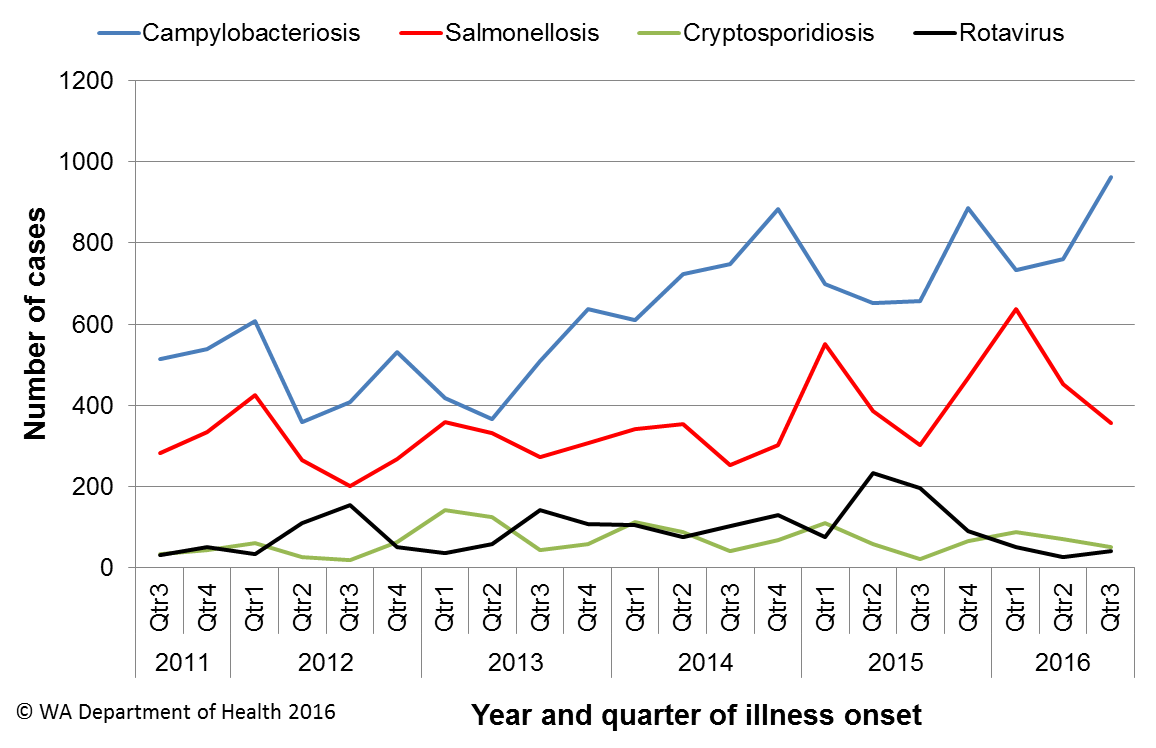 Campylobacteriosis Salmonellosis Cryptosporidiosis Rotavirus
1200
1000
800
600
400
200
0
Number of cases
Qtr3 Qtr4 Qtr1 Qtr2 Qtr3 Qtr4 Qtr1 Qtr2 Qtr3 Qtr4 Qtr1 Qtr2 Qtr3 Qtr4 Qtr1 Qtr2 Qtr3 Qtr4 Qtr1 Qtr2 Qtr3
2011 2012 2013 2014 2015 2016
© WA Department of Health 2016
Year and quarter of illness onset